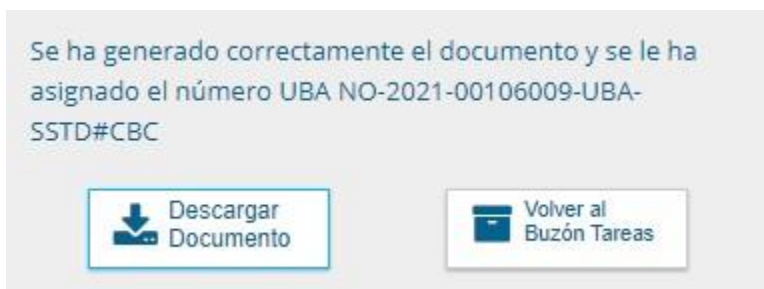 Se ha generado correctamente el documento y se le ha
asignado el número UBA NO-2021-00106009-UBA-
SSTD#CBC
Descargar
Documento
Volver al
Buzón Tareas